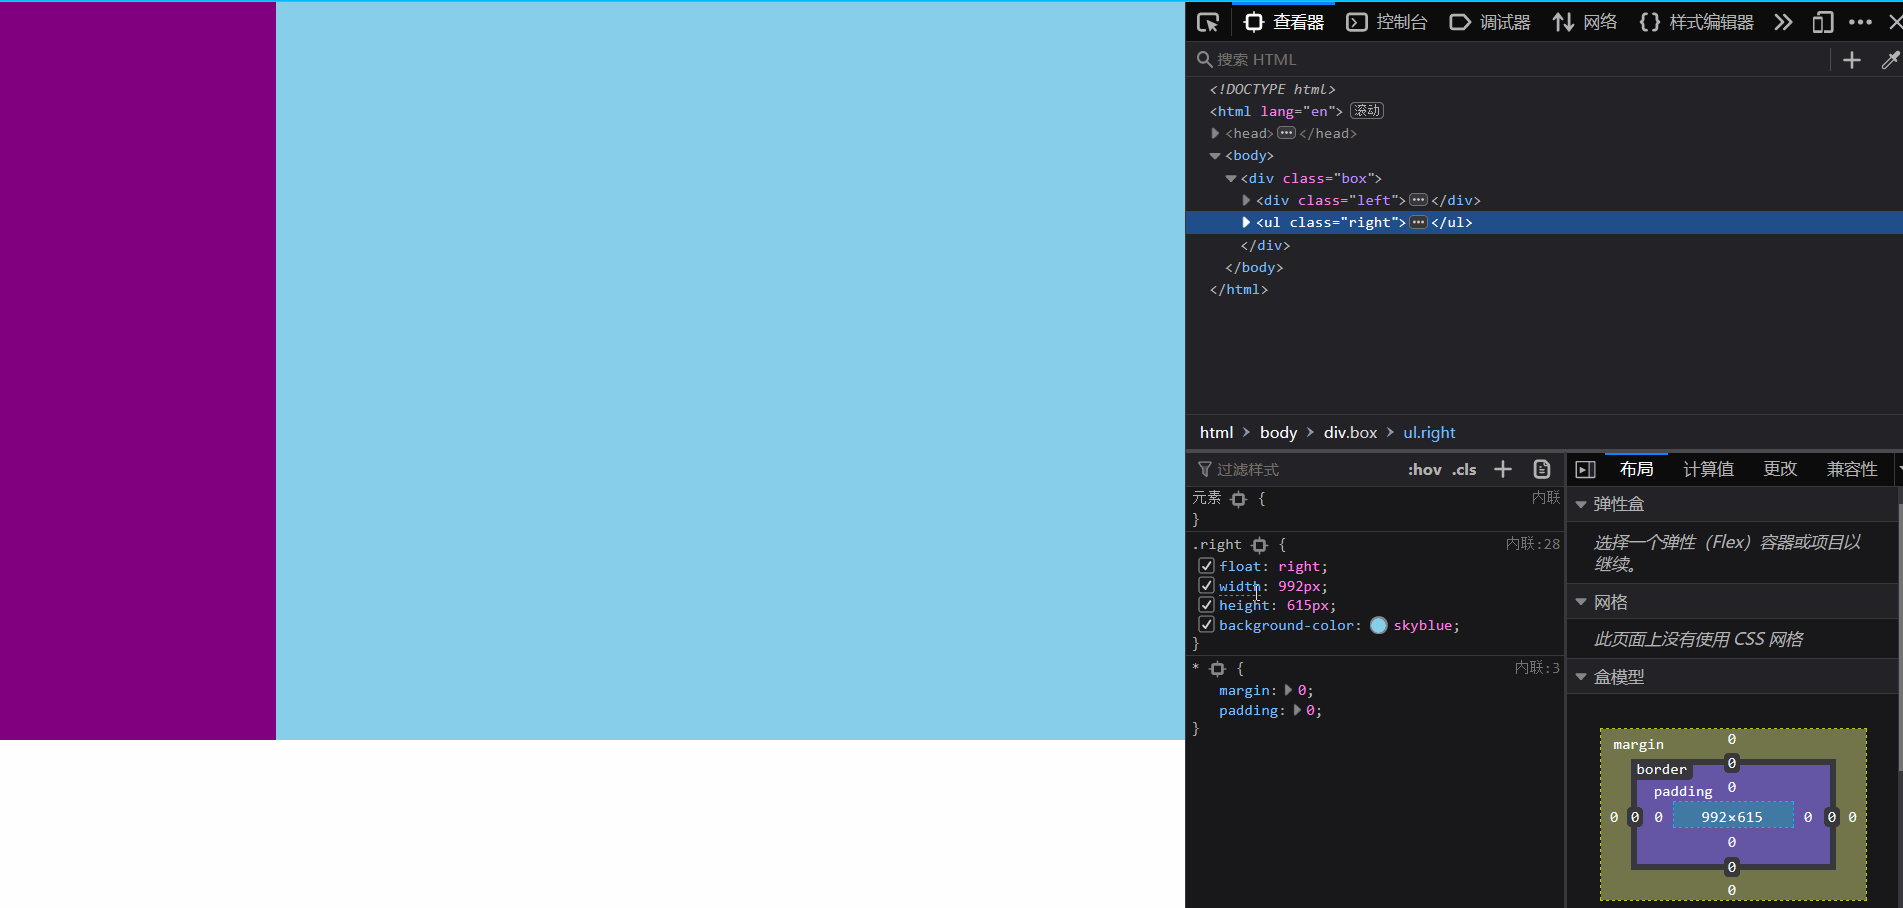 查看器 控制台 调试器 网络 样式编辑器
搜索 HTML
<!DOCTYPE html>
<html lang="en"> 滚动
<head> ••• </head>
<body>
<div class="box">
<div class="left"> ••• </div>
<ul class="right"> ••• </ul>
</div>
</body>
</html>
html > body > div.box > ul.right
过滤样式 :hov .cls +
元素 { 内联
}
.right { 内联:28
float: right;
width: 992px;
height: 615px;
background-color: skyblue;
}
* { 内联:3
margin: 0;
padding: 0;
}
布局 计算值 更改 兼容性
弹性盒
选择一个弹性（Flex）容器或项目以
继续。
网格
此页面上没有使用 CSS 网格
盒模型
margin 0
border 0
padding 0
0 0 0 992×615 0 0 0
0
0
0